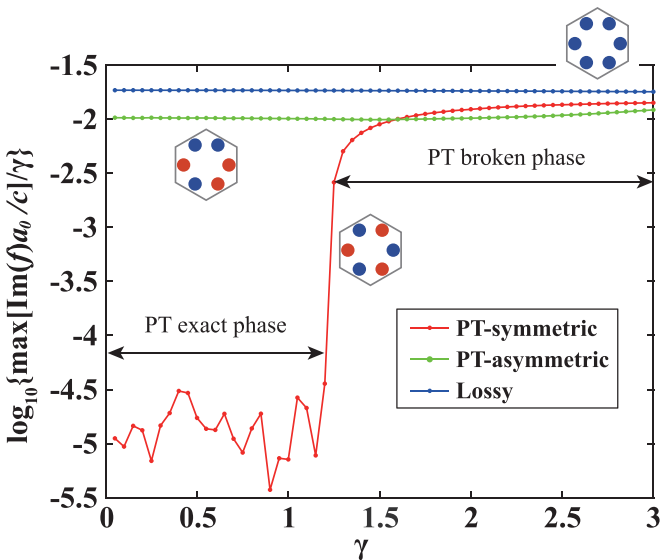 -1.5
-2
-2.5
-3
-3.5
-4
-4.5
-5
-5.5
log₁₀{max[Im(f)a₀/c]/γ}
PT broken phase
PT exact phase
PT-symmetric
PT-asymmetric
Lossy
0 0.5 1 1.5 2 2.5 3
γ